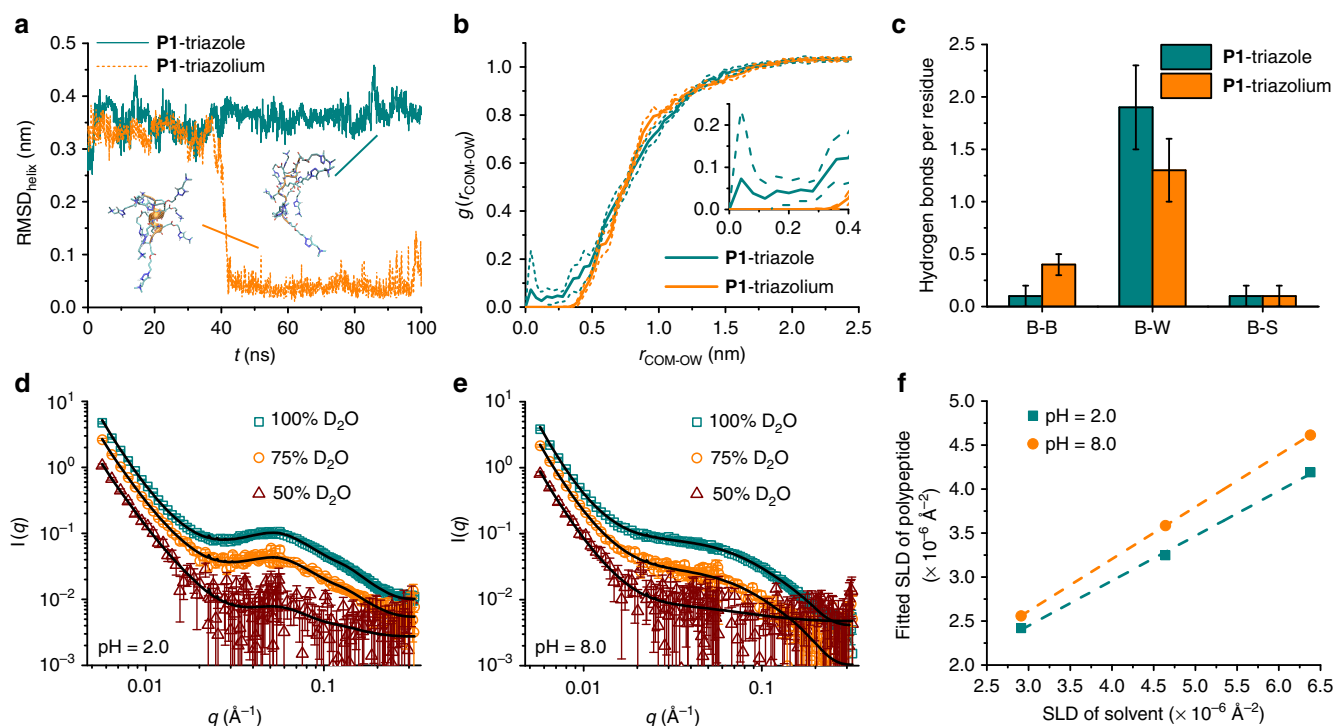 a
P1-triazole
P1-triazolium
RMSDhelix (nm)
0.5
0.4
0.3
0.2
0.1
0.0
0 20 40 60 80 100
t (ns)
b
g(rCOM-OW)
1.0
0.8
0.6
0.4
0.2
0.0
0.2
0.1
0.0
0.0 0.2 0.4
P1-triazole
P1-triazolium
0.0 0.5 1.0 1.5 2.0 2.5
rCOM-OW (nm)
c
Hydrogen bonds per residue
2.5
2.0
1.5
1.0
0.5
0.0
P1-triazole
P1-triazolium
B-B B-W B-S
d
I(q)
10¹
10⁰
10⁻¹
10⁻²
10⁻³
100% D₂O
75% D₂O
50% D₂O
pH = 2.0
0.01 0.1
q (Å⁻¹)
e
I(q)
10¹
10⁰
10⁻¹
10⁻²
10⁻³
100% D₂O
75% D₂O
50% D₂O
pH = 8.0
0.01 0.1
q (Å⁻¹)
f
Fitted SLD of polypeptide
(× 10⁻⁶ Å⁻²)
5.0
4.5
4.0
3.5
3.0
2.5
2.0
pH = 2.0
pH = 8.0
2.5 3.0 3.5 4.0 4.5 5.0 5.5 6.0 6.5
SLD of solvent (× 10⁻⁶ Å⁻²)